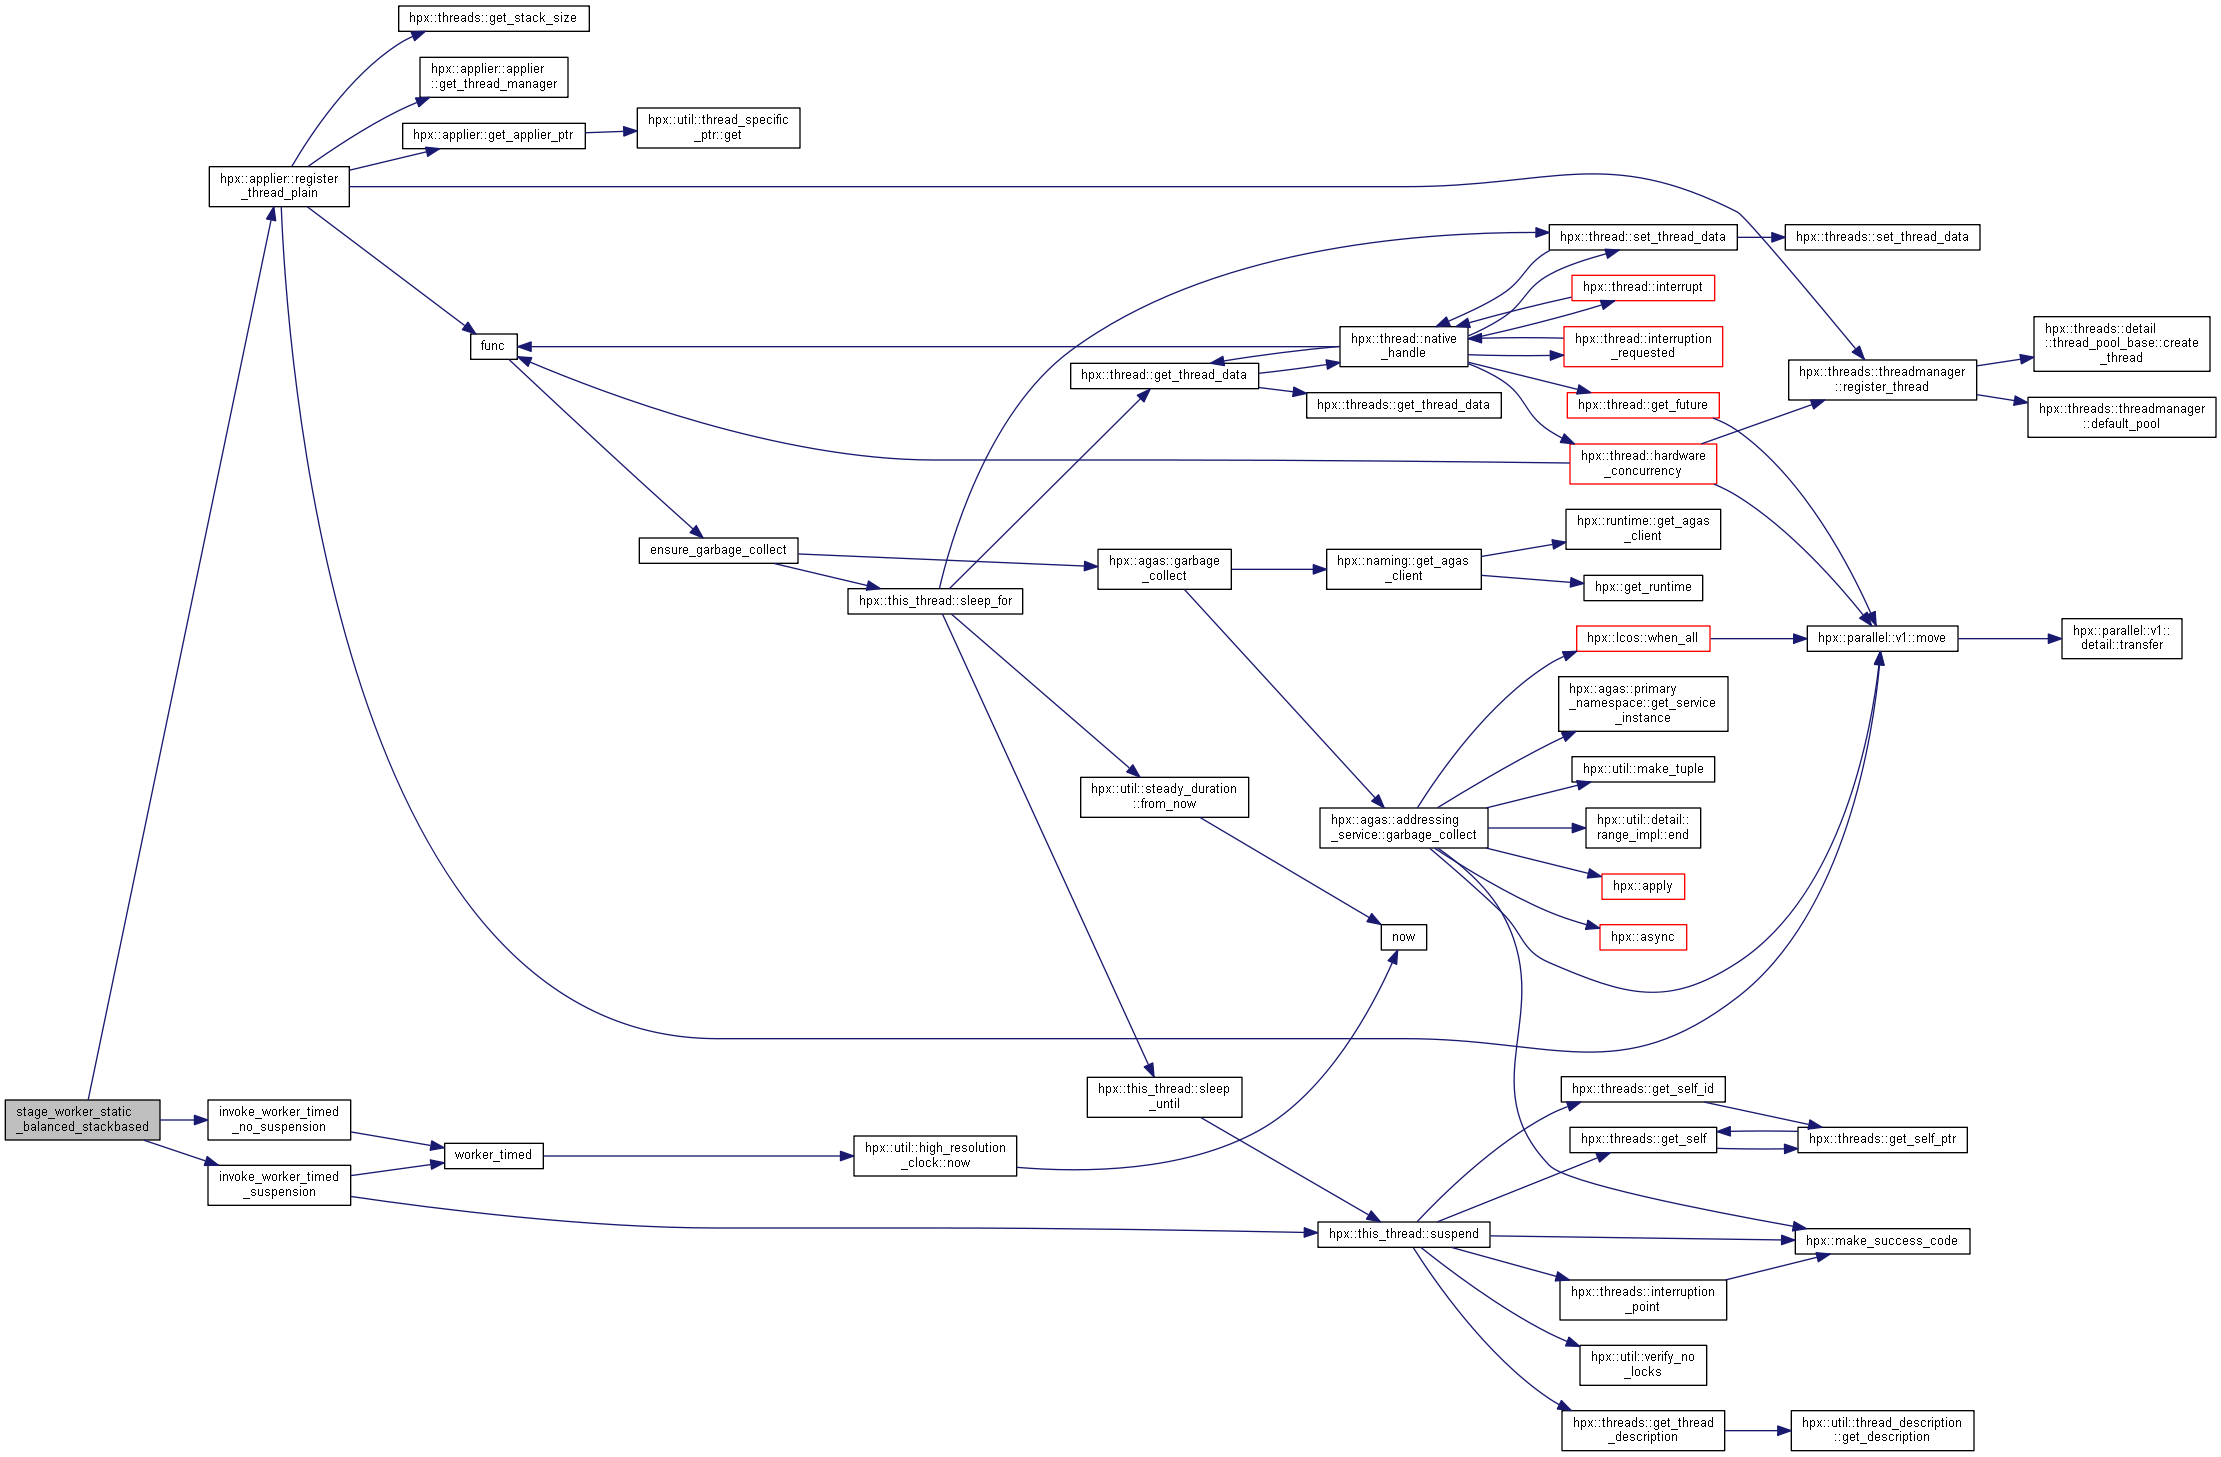 hpx::threads::get_stack_size
hpx::applier::applier
::get_thread_manager
hpx::applier::get_applier_ptr
hpx::util::thread_specific
_ptr::get
hpx::applier::register
_thread_plain
func
ensure_garbage_collect
hpx::this_thread::sleep_for
hpx::thread::set_thread_data
hpx::threads::set_thread_data
hpx::thread::interrupt
hpx::thread::native
_handle
hpx::thread::interruption
_requested
hpx::thread::get_thread_data
hpx::threads::get_thread_data
hpx::thread::get_future
hpx::thread::hardware
_concurrency
hpx::threads::threadmanager
::register_thread
hpx::threads::detail
::thread_pool_base::create
_thread
hpx::threads::threadmanager
::default_pool
hpx::agas::garbage
_collect
hpx::naming::get_agas
_client
hpx::runtime::get_agas
_client
hpx::get_runtime
hpx::lcos::when_all
hpx::parallel::v1::move
hpx::parallel::v1::
detail::transfer
hpx::agas::primary
_namespace::get_service
_instance
hpx::util::make_tuple
hpx::util::steady_duration
::from_now
hpx::agas::addressing
_service::garbage_collect
hpx::util::detail::
range_impl::end
hpx::apply
hpx::async
now
hpx::this_thread::sleep
_until
stage_worker_static
_balanced_stackbased
invoke_worker_timed
_no_suspension
invoke_worker_timed
_suspension
worker_timed
hpx::util::high_resolution
_clock::now
hpx::threads::get_self_id
hpx::threads::get_self
hpx::threads::get_self_ptr
hpx::this_thread::suspend
hpx::make_success_code
hpx::threads::interruption
_point
hpx::util::verify_no
_locks
hpx::threads::get_thread
_description
hpx::util::thread_description
::get_description